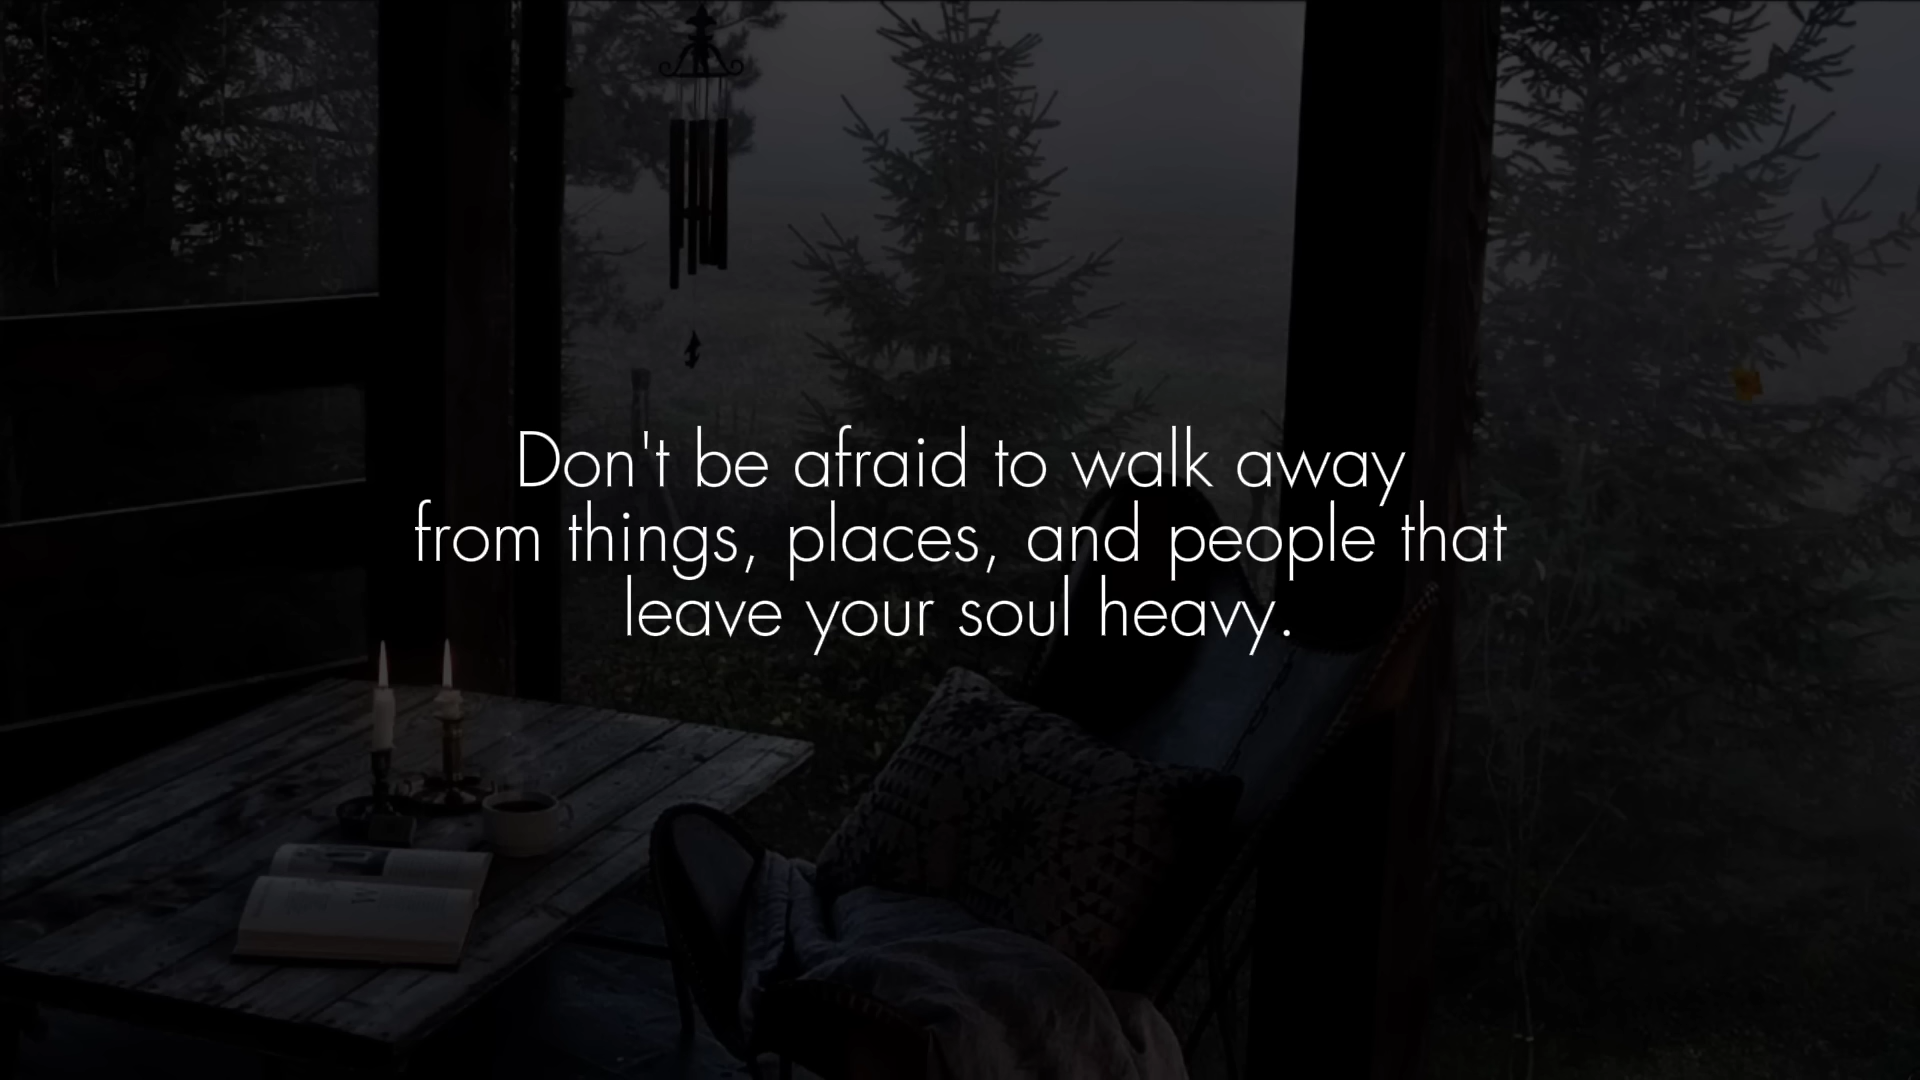 Don't be afraid to walk away
from things, places, and people that
leave your soul heavy.